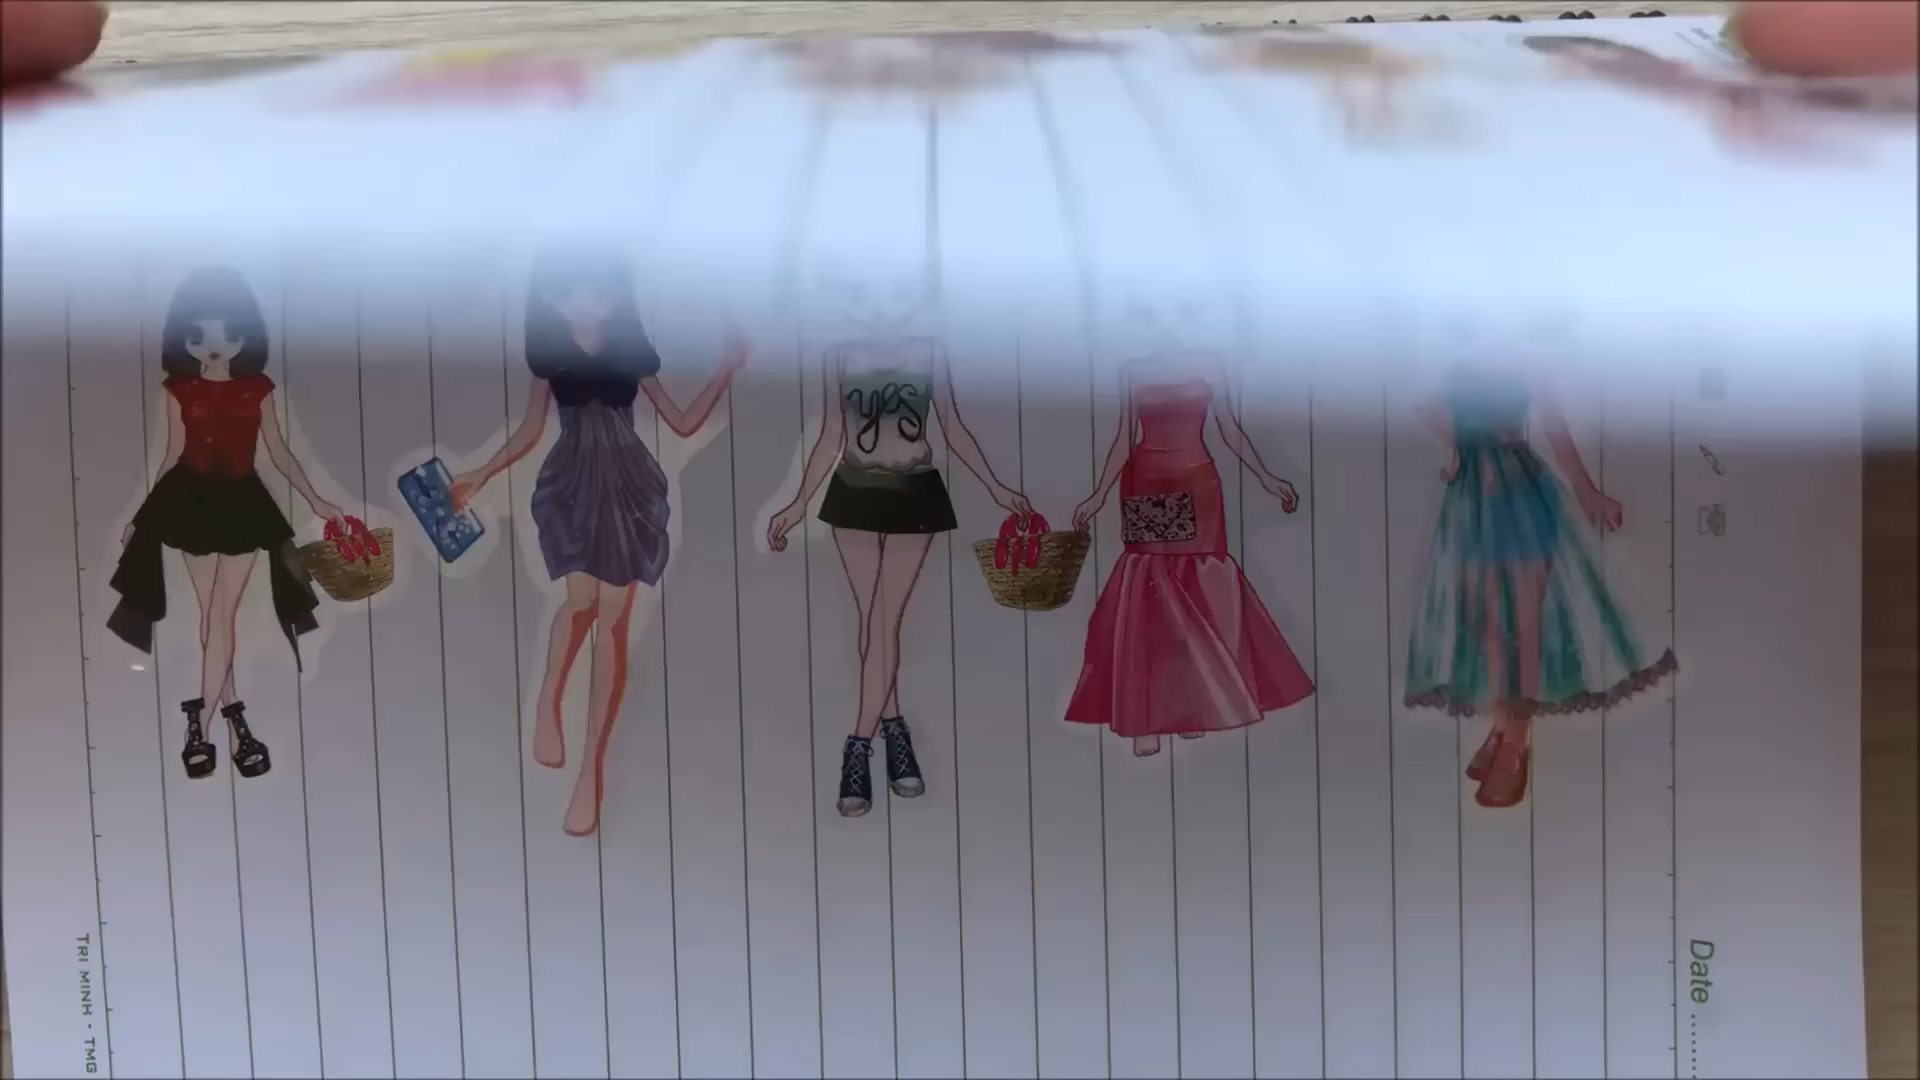 yes
TRI MINH - TMG
Date ........